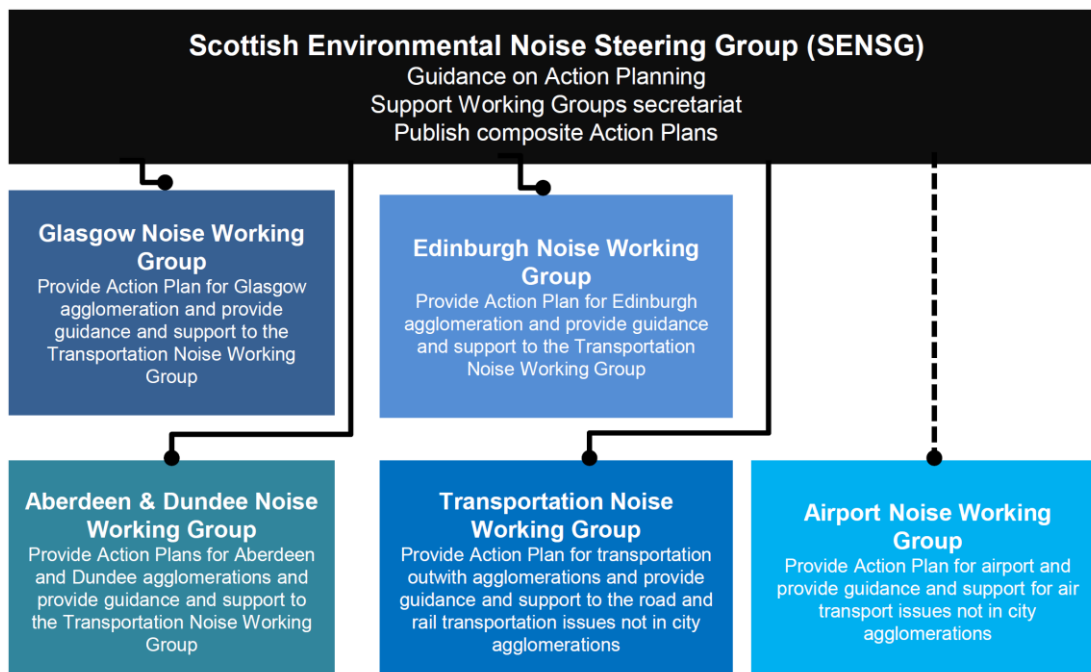 Scottish Environmental Noise Steering Group (SENSG)
Guidance on Action Planning
Support Working Groups secretariat
Publish composite Action Plans
Glasgow Noise Working
Group
Provide Action Plan for Glasgow
agglomeration and provide
guidance and support to the
Transportation Noise Working
Group
Edinburgh Noise Working
Group
Provide Action Plan for Edinburgh
agglomeration and provide guidance
and support to the Transportation
Noise Working Group
Aberdeen & Dundee Noise
Working Group
Provide Action Plans for Aberdeen
and Dundee agglomerations and
provide guidance and support to
the Transportation Noise Working
Group
Transportation Noise
Working Group
Provide Action Plan for transportation
outwith agglomerations and provide
guidance and support to the road and
rail transportation issues not in city
agglomerations
Airport Noise Working
Group
Provide Action Plan for airport and
provide guidance and support for air
transport issues not in city
agglomerations